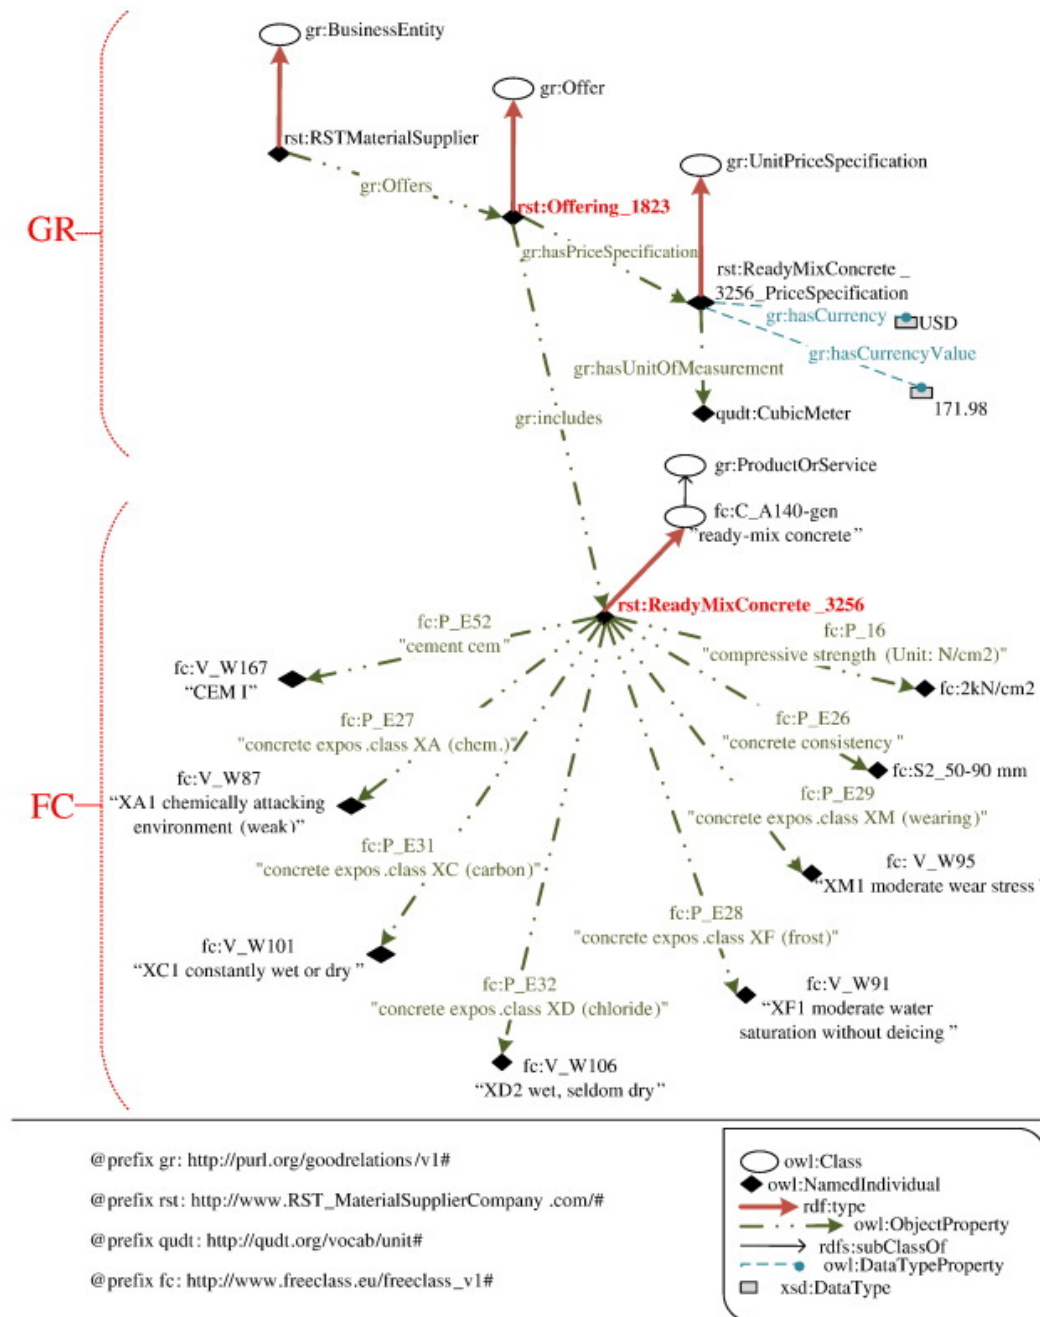 gr:BusinessEntity
gr:Offer
rst:RSTMaterialSupplier
gr:UnitPriceSpecification
gr:Offers
rst:Offering_1823
GR
gr:hasPriceSpecification
rst:ReadyMixConcrete _
3256_PriceSpecification
gr:hasCurrency
USD
gr:hasCurrencyValue
gr:hasUnitOfMeasurement
171.98
qudt:CubicMeter
gr:includes
gr:ProductOrService
fc:C_A140-gen
"ready-mix concrete"
rst:ReadyMixConcrete _3256
fc:P_E52
"cement cem"
fc:P_16
"compressive strength (Unit: N/cm2)"
fc:V_W167
“CEM I”
fc:2kN/cm2
fc:P_E27
"concrete expos.class XA (chem.)"
fc:P_E26
"concrete consistency "
fc:V_W87
“XA1 chemically attacking
environment (weak)”
fc:S2_50-90 mm
FC
fc:P_E29
"concrete expos.class XM (wearing)"
fc:P_E31
"concrete expos.class XC (carbon)"
fc: V_W95
“XM1 moderate wear stress ’
fc:P_E28
"concrete expos.class XF (frost)"
fc:V_W101
“XC1 constantly wet or dry ”
fc:P_E32
"concrete expos.class XD (chloride)"
fc:V_W91
“XF1 moderate water
saturation without deicing ”
fc:V_W106
“XD2 wet, seldom dry”
@prefix gr: http://purl.org/goodrelations/v1#
@prefix rst: http://www.RST_MaterialSupplierCompany .com/#
@prefix qudt: http://qudt.org/vocab/unit#
@prefix fc: http://www.freeclass.eu/freeclass_v1#
owl:Class
owl:NamedIndividual
rdf:type
owl:ObjectProperty
rdfs:subClassOf
owl:DataTypeProperty
xsd:DataType